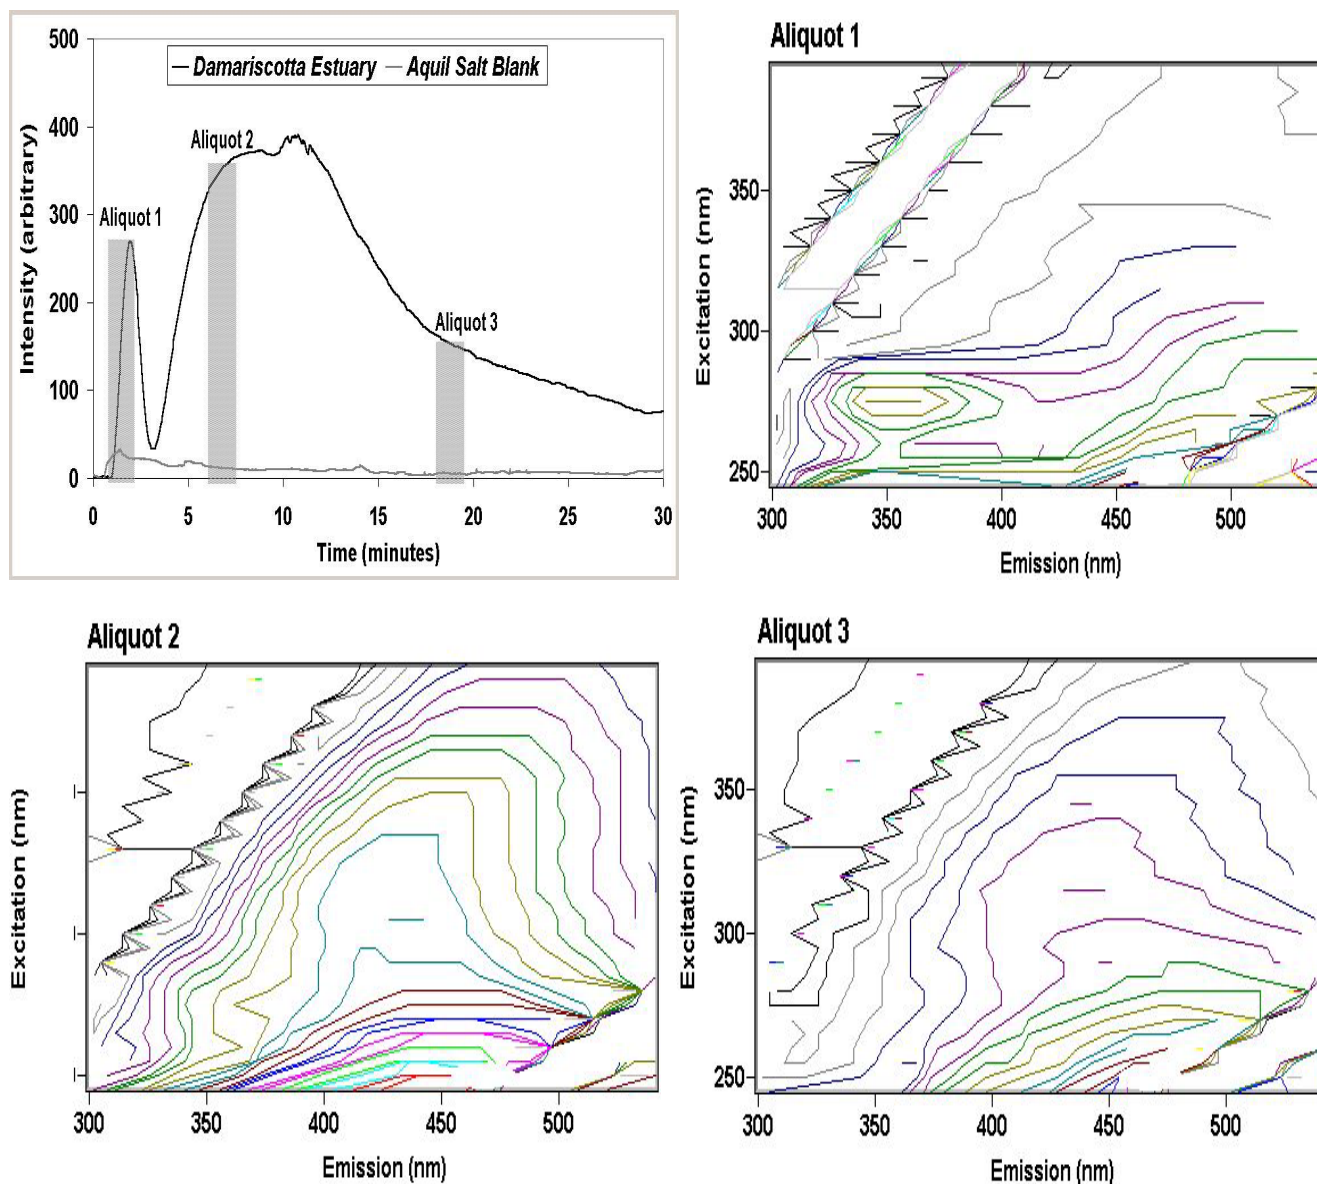 500
400
300
200
100
0
Intensity (arbitrary)
Damariscotta Estuary
Aquil Salt Blank
Aliquot 1
Aliquot 2
Aliquot 3
0 5 10 15 20 25 30
Time (minutes)
Aliquot 1
350
300
250
Excitation (nm)
300 350 400 450 500
Emission (nm)
Aliquot 2
Excitation (nm)
300 350 400 450 500
Emission (nm)
Aliquot 3
350
300
250
Excitation (nm)
300 350 400 450 500
Emission (nm)